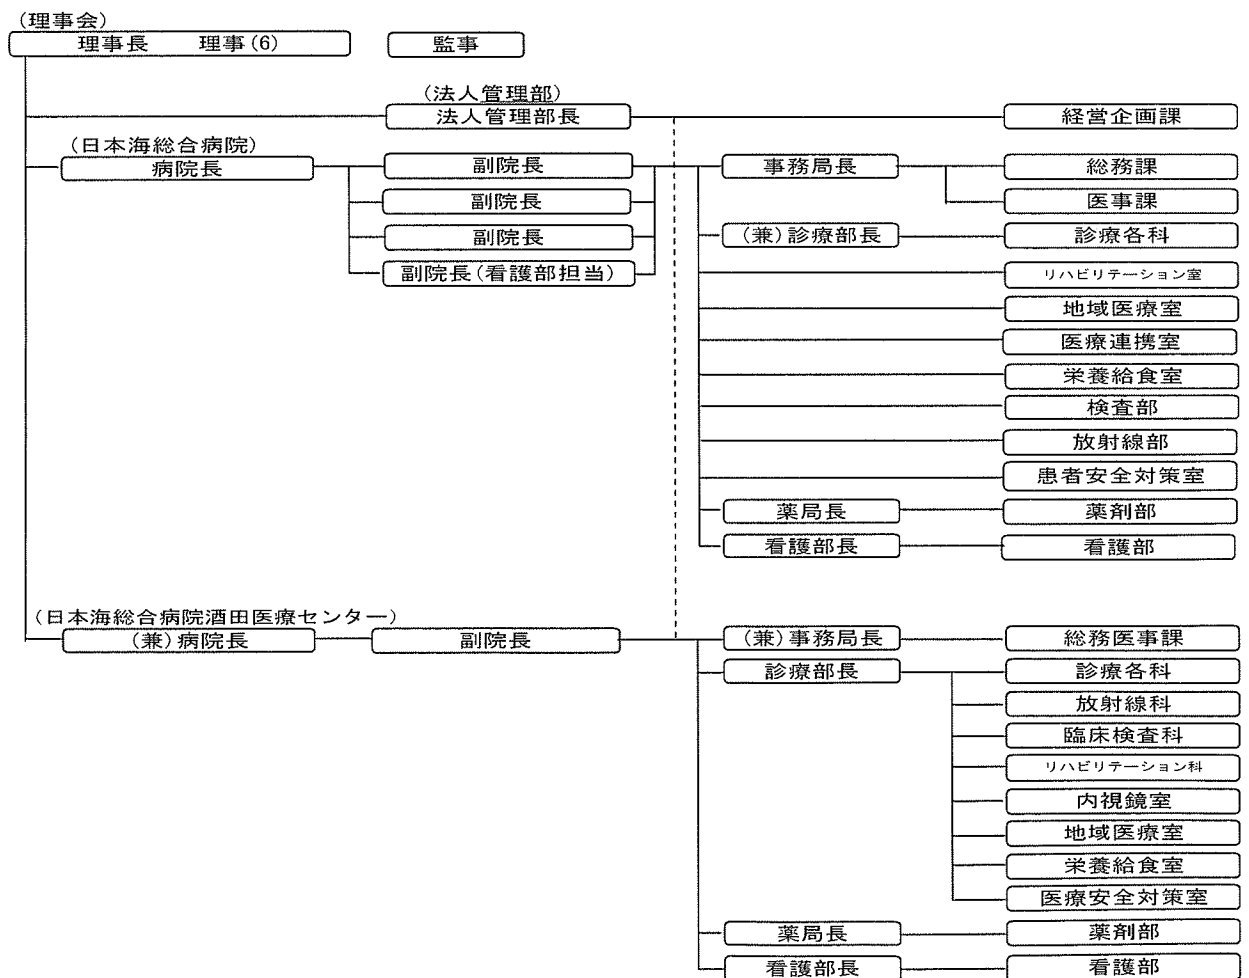 (理事会)
理事長 理事(6) 監事
(法人管理部)
法人管理部長 経営企画課
(日本海総合病院)
病院長 副院長 事務局長 総務課
副院長 医事課
副院長 (兼)診療部長 診療各科
副院長(看護部担当) リハビリテーション室
地域医療室
医療連携室
栄養給食室
検査部
放射線部
患者安全対策室
薬局長 薬剤部
看護部長 看護部
(日本海総合病院酒田医療センター)
(兼)病院長 副院長 (兼)事務局長 総務医事課
診療部長 診療各科
放射線科
臨床検査科
リハビリテーション科
内視鏡室
地域医療室
栄養給食室
医療安全対策室
薬局長 薬剤部
看護部長 看護部